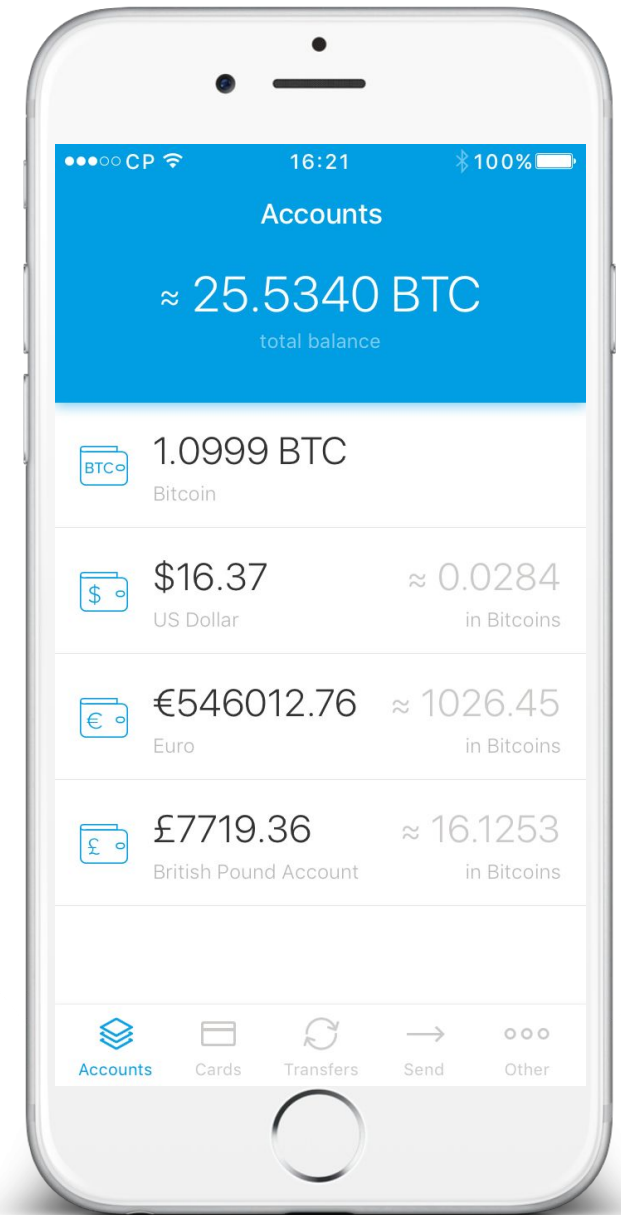 CP 16:21 100%
Accounts
≈ 25.5340 BTC
total balance
BTC
1.0999 BTC
Bitcoin
$
$16.37 ≈ 0.0284
US Dollar in Bitcoins
€
€546012.76 ≈ 1026.45
Euro in Bitcoins
£
£7719.36 ≈ 16.1253
British Pound Account in Bitcoins
Accounts Cards Transfers Send Other